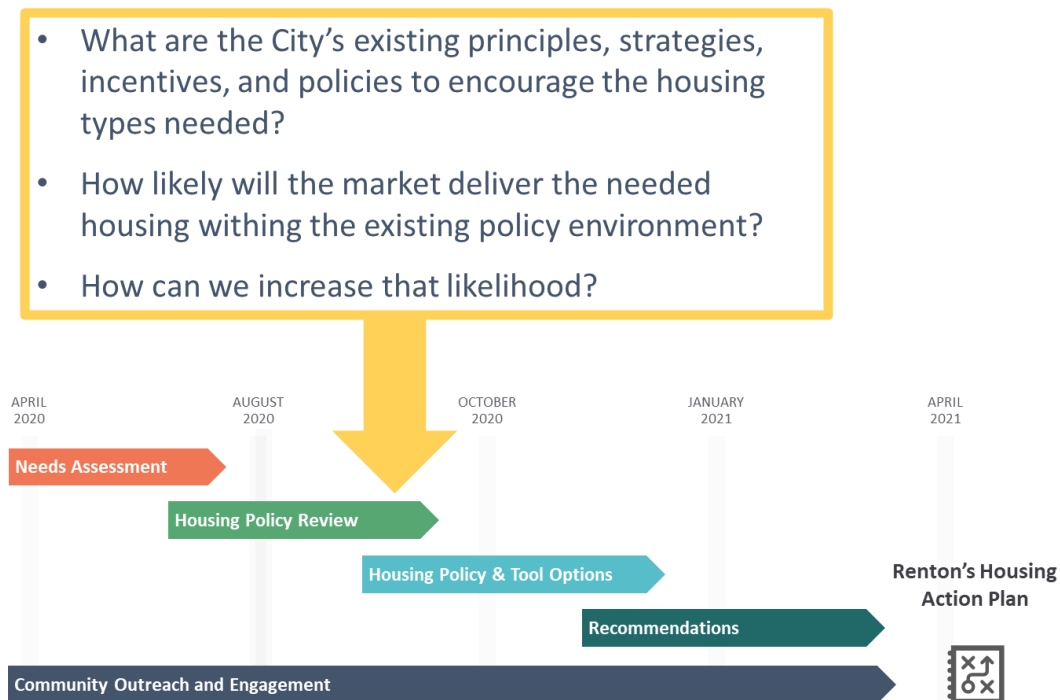 • What are the City's existing principles, strategies,
incentives, and policies to encourage the housing
types needed?
• How likely will the market deliver the needed
housing withing the existing policy environment?
• How can we increase that likelihood?
APRIL
2020
AUGUST
2020
OCTOBER
2020
JANUARY
2021
APRIL
2021
Needs Assessment
Housing Policy Review
Housing Policy & Tool Options
Renton's Housing
Action Plan
Recommendations
Community Outreach and Engagement